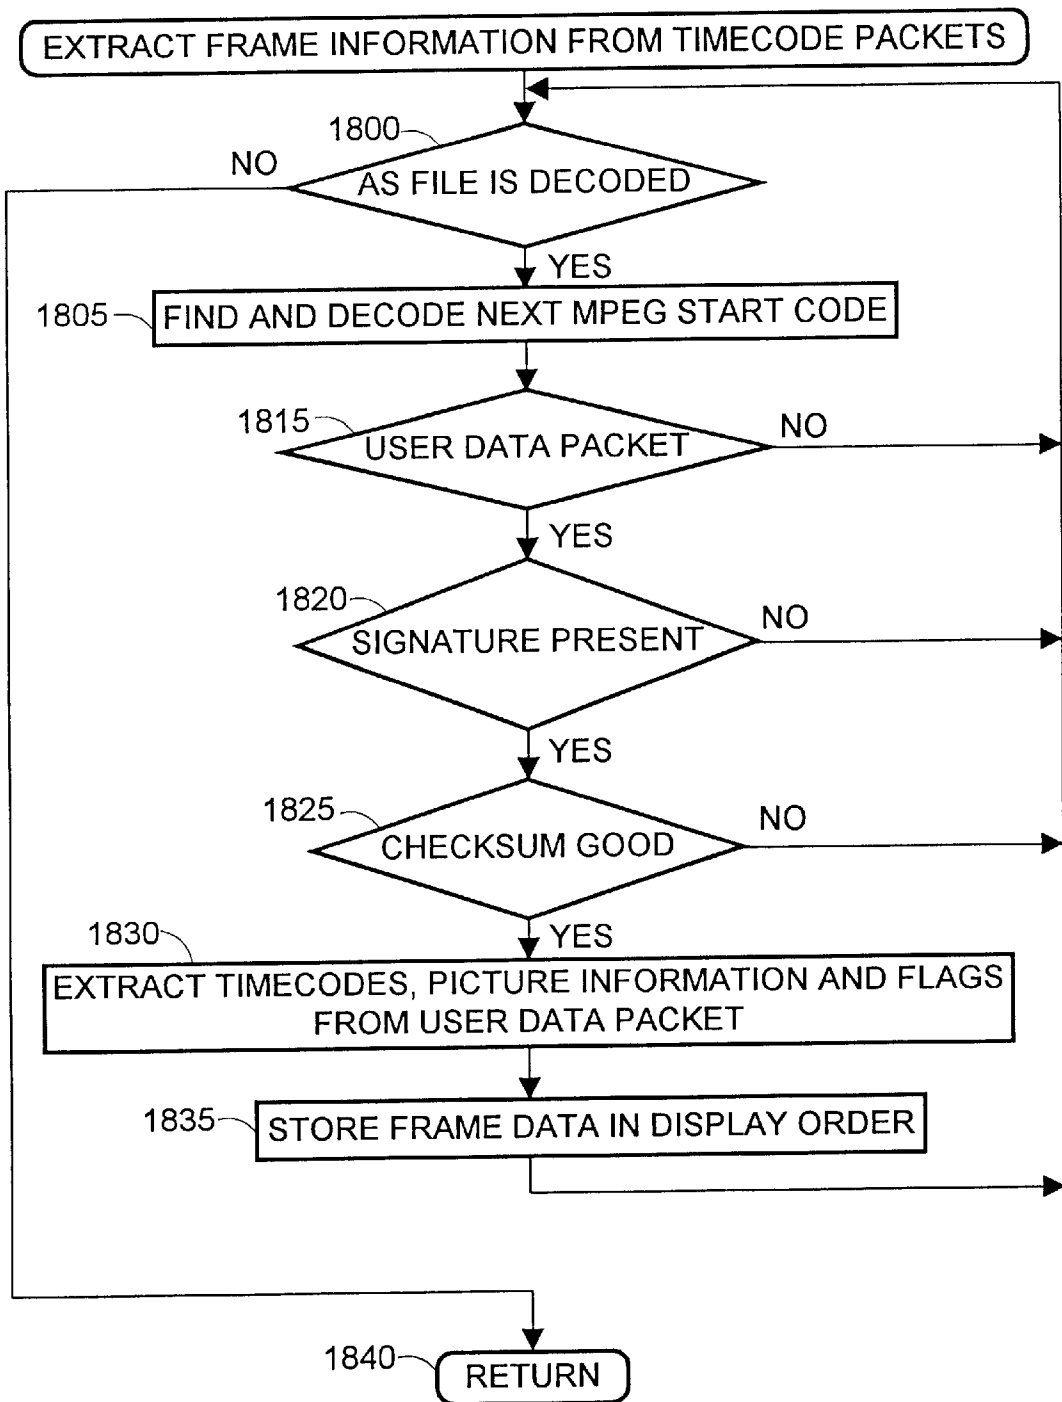 EXTRACT FRAME INFORMATION FROM TIMECODE PACKETS
1800
NO
AS FILE IS DECODED
YES
1805
FIND AND DECODE NEXT MPEG START CODE
1815
USER DATA PACKET
NO
YES
1820
SIGNATURE PRESENT
NO
YES
1825
CHECKSUM GOOD
NO
YES
1830
EXTRACT TIMECODES, PICTURE INFORMATION AND FLAGS
FROM USER DATA PACKET
1835
STORE FRAME DATA IN DISPLAY ORDER
1840
RETURN